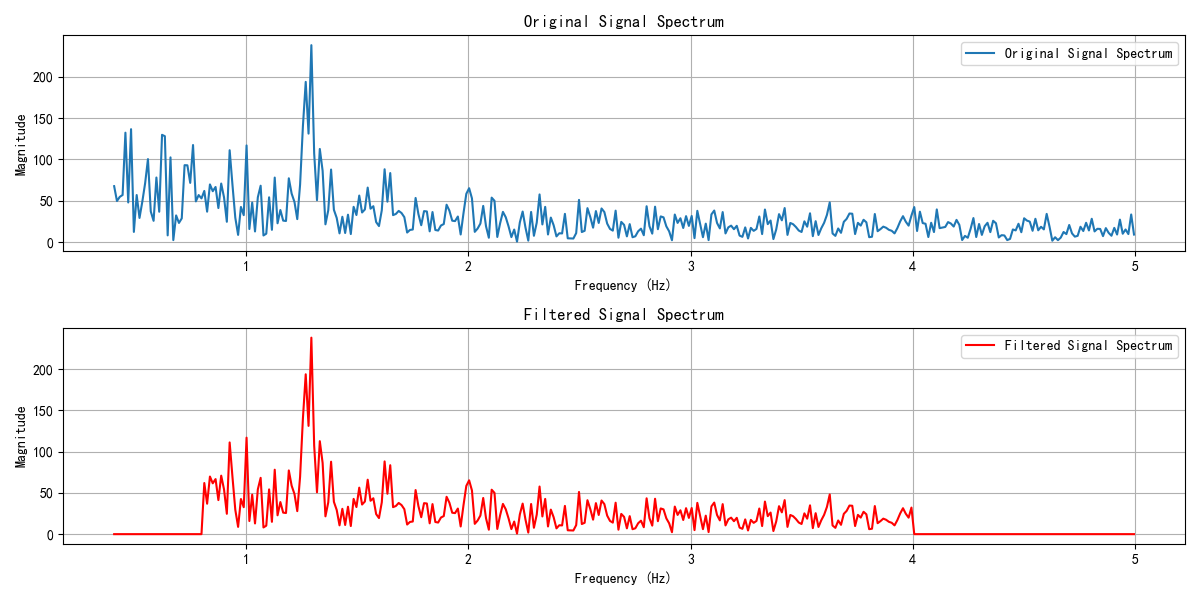 Original Signal Spectrum
Original Signal Spectrum
Magnitude
200
150
100
50
0
1
2
3
4
5
Frequency (Hz)
Filtered Signal Spectrum
Filtered Signal Spectrum
Magnitude
200
150
100
50
0
1
2
3
4
5
Frequency (Hz)